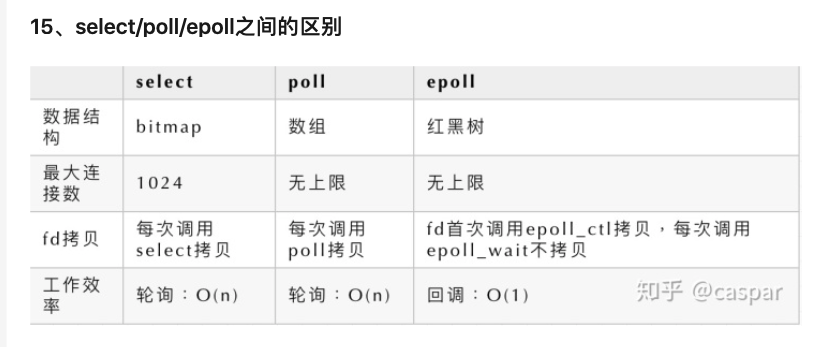 15、select/poll/epoll之间的区别
select poll epoll
数据结
构
bitmap 数组 红黑树
最大连
接数
1024 无上限 无上限
fd拷贝
每次调用
select拷贝
每次调用
poll拷贝
fd首次调用epoll_ctl拷贝，每次调用
epoll_wait不拷贝
工作效
率
轮询：O(n) 轮询：O(n) 回调：O(1)
知乎 @caspar